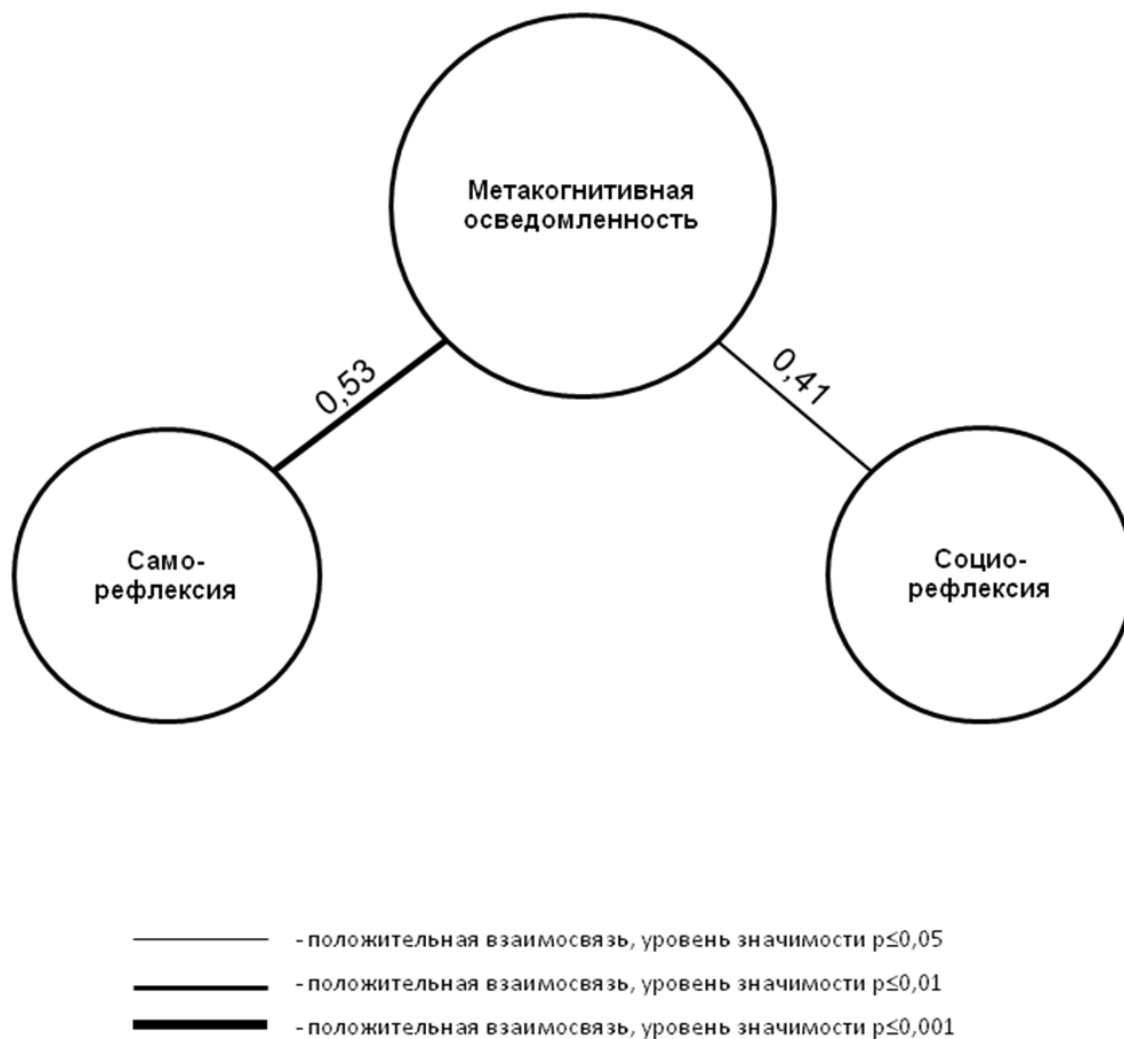 Метакогнитивная
осведомленность
0,53
0,41
Само-
рефлексия
Социо-
рефлексия
- положительная взаимосвязь, уровень значимости p≤0,05
- положительная взаимосвязь, уровень значимости p≤0,01
- положительная взаимосвязь, уровень значимости p≤0,001